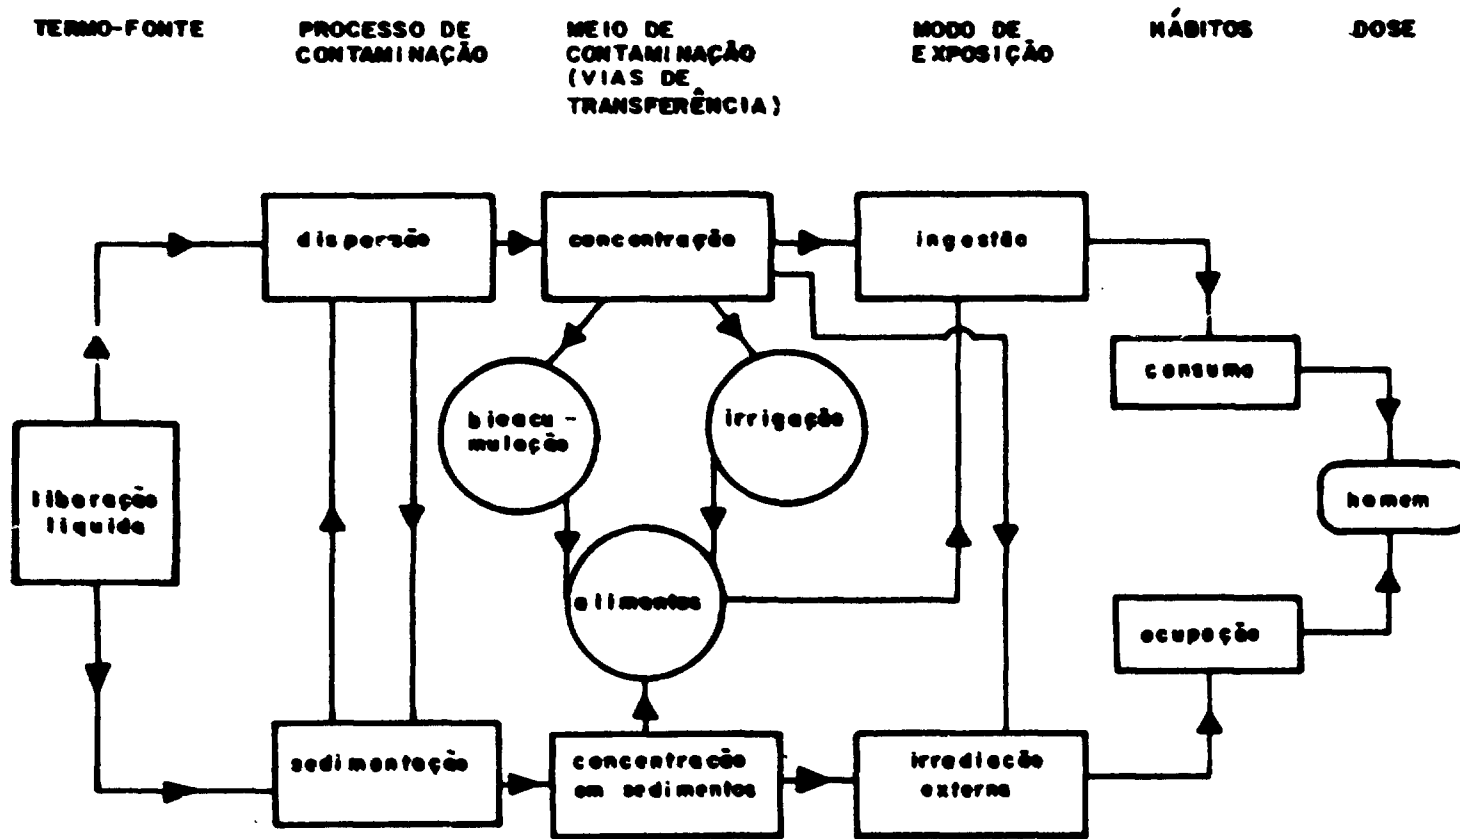 TERMO-FONTE
PROCESSO DE
CONTAMINAÇÃO
MEIO DE
CONTAMINAÇÃO
(VIAS DE
TRANSFERÊNCIA)
MODO DE
EXPOSIÇÃO
HÁBITOS
DOSE
dispersão
concentração
ingestão
consumo
bioacu-
mulação
irrigação
liberação
líquida
homem
alimentos
ocupação
sedimentação
concentração
em sedimentos
irradiação
externa